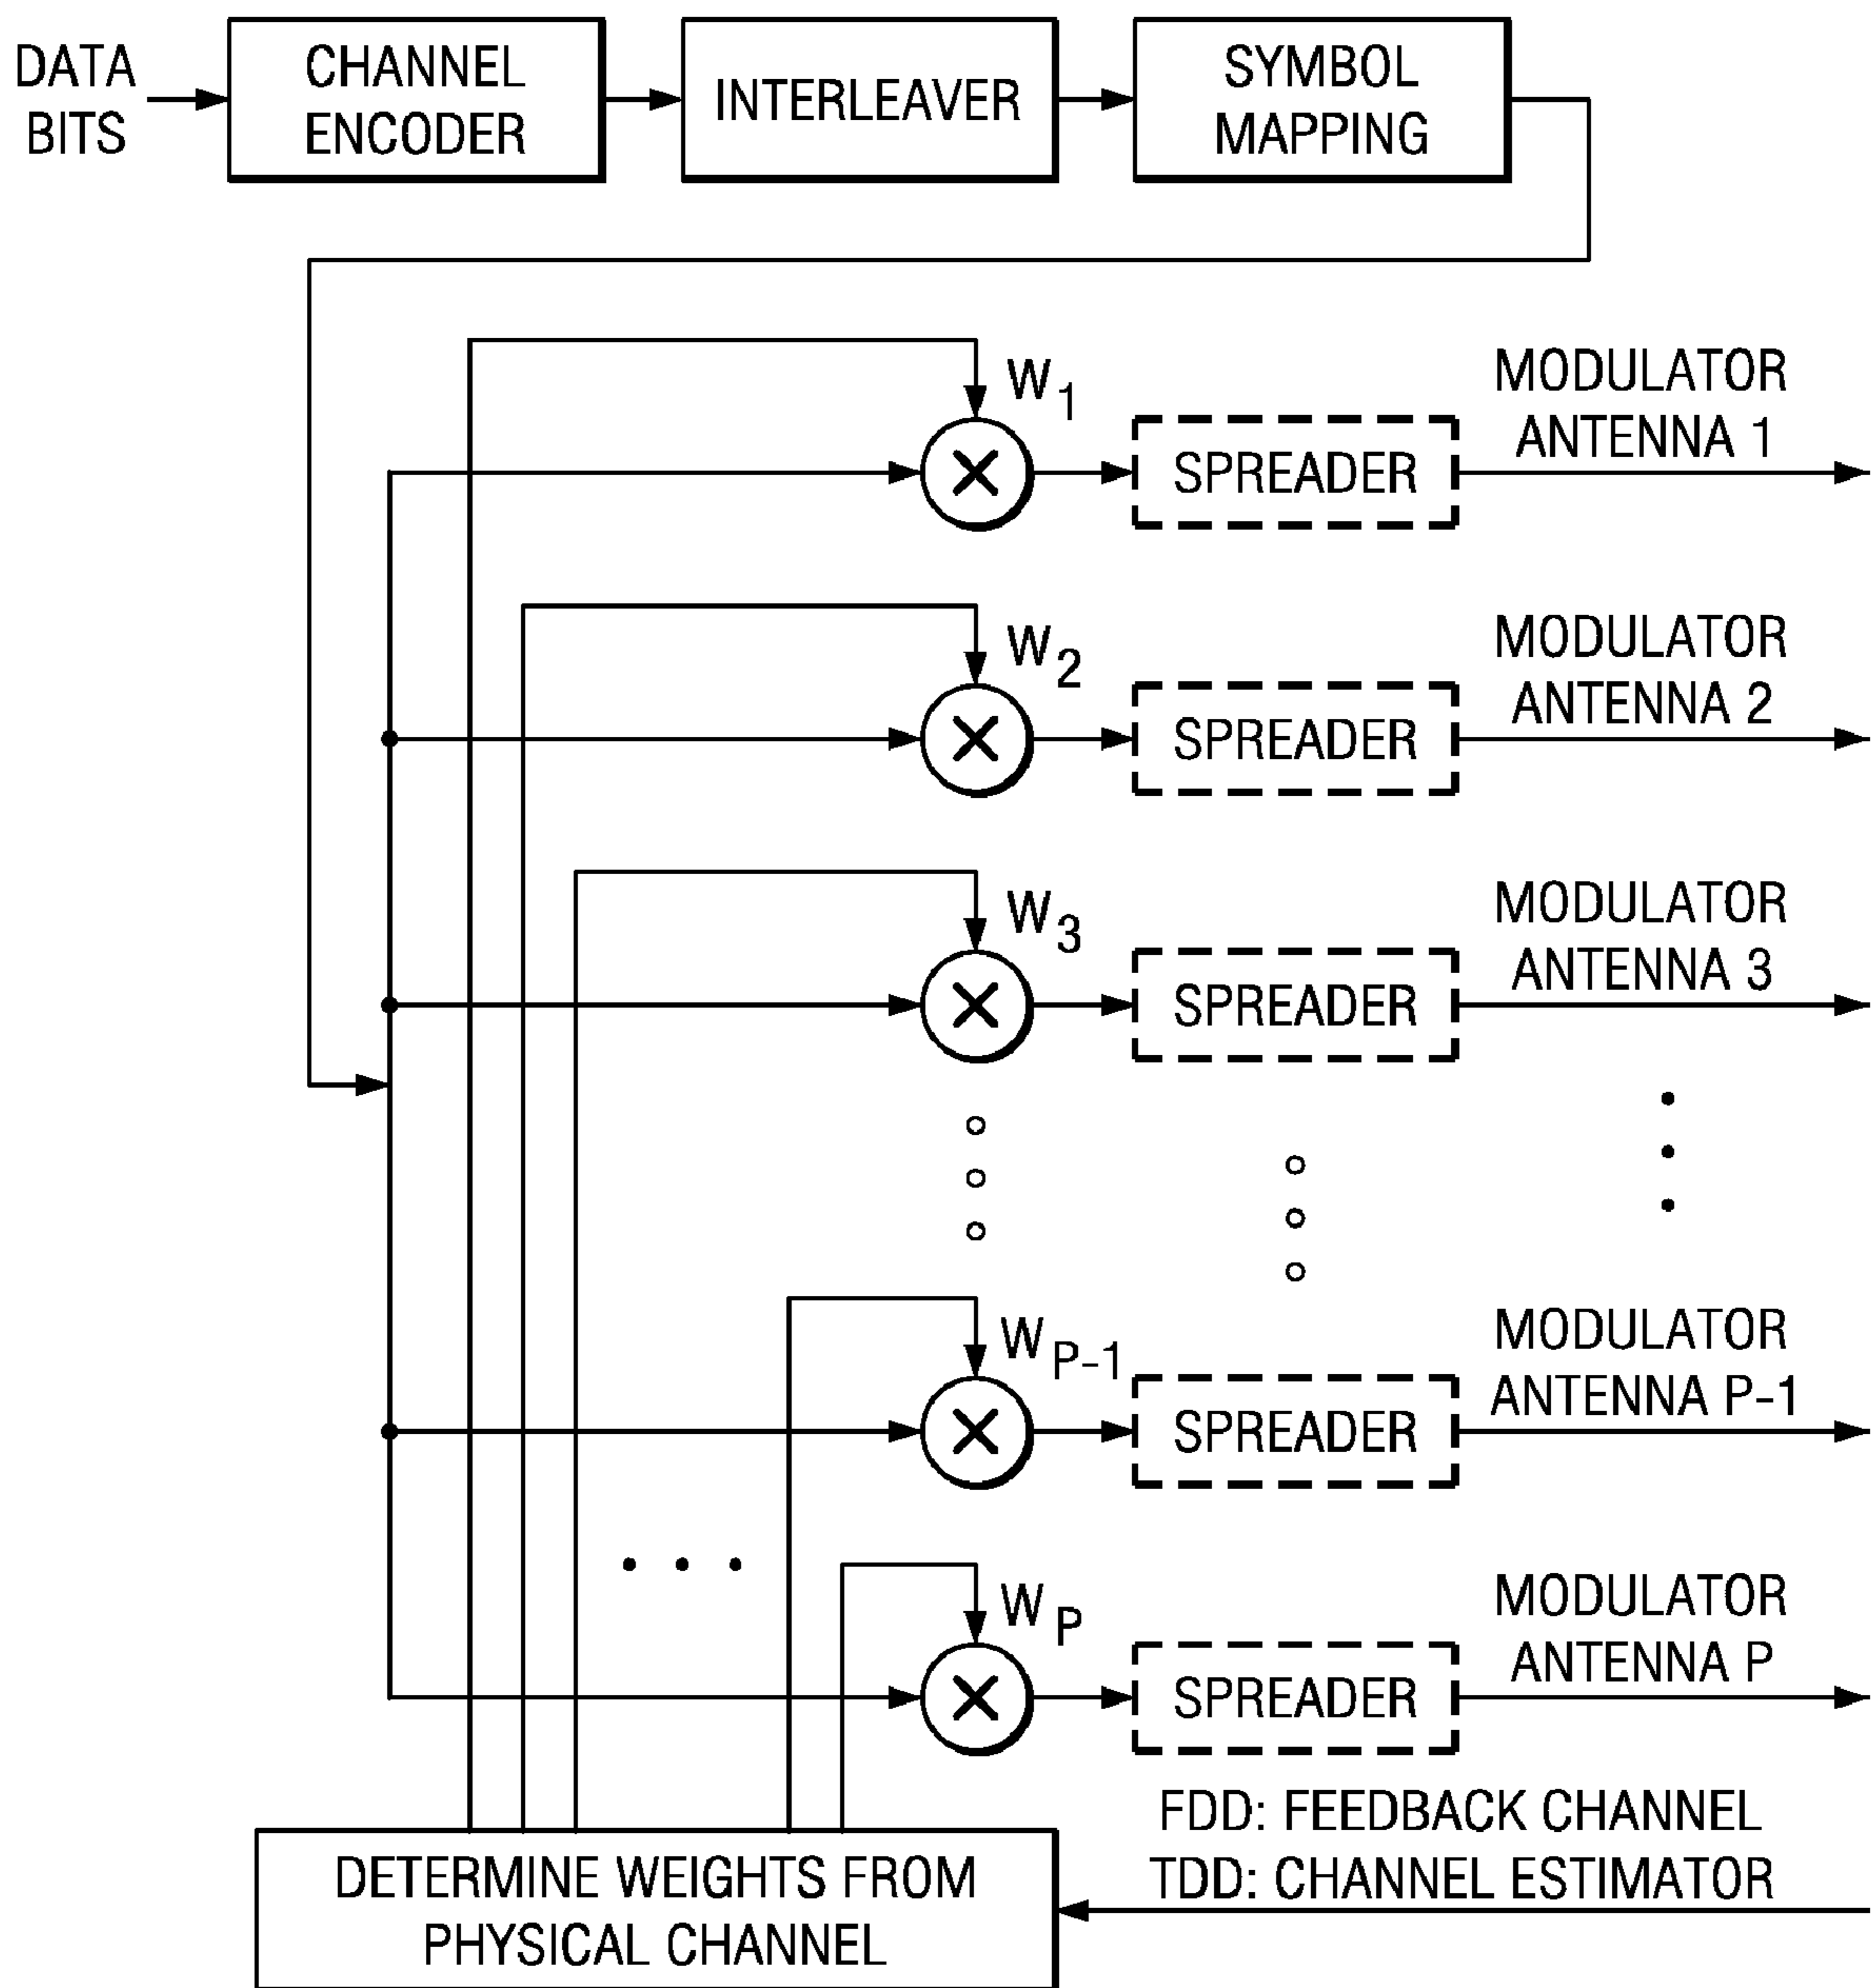 DATA
BITS
CHANNEL
ENCODER
INTERLEAVER
SYMBOL
MAPPING
W1
MODULATOR
ANTENNA 1
SPREADER
W2
MODULATOR
ANTENNA 2
SPREADER
W3
MODULATOR
ANTENNA 3
SPREADER
WP-1
MODULATOR
ANTENNA P-1
SPREADER
WP
MODULATOR
ANTENNA P
SPREADER
FDD: FEEDBACK CHANNEL
TDD: CHANNEL ESTIMATOR
DETERMINE WEIGHTS FROM
PHYSICAL CHANNEL